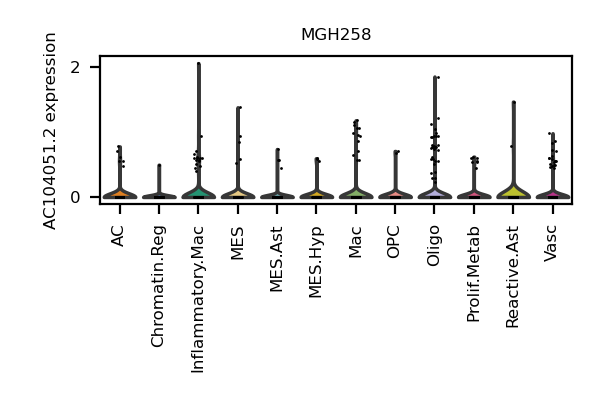 MGH258
AC104051.2 expression
2
0
AC
Chromatin.Reg
Inflammatory.Mac
MES
MES.Ast
MES.Hyp
Mac
OPC
Oligo
Prolif.Metab
Reactive.Ast
Vasc